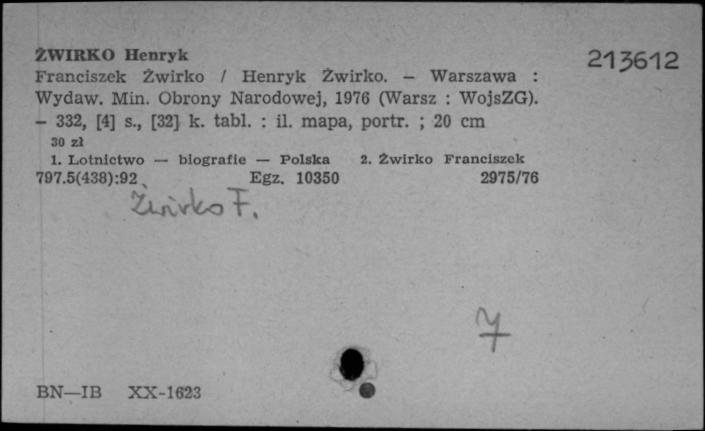 ŻWIRKO Henryk
213612
Franciszek Żwirko / Henryk Żwirko. — Warszawa :
Wydaw. Min. Obrony Narodowej, 1976 (Warsz : WojsZG).
— 332, [4] s., [32] k. tabl. : il. mapa, portr. ; 20 cm
30 zł
1. Lotnictwo — biografie — Polska 2. Żwirko Franciszek
797.5(438):92 Egz. 10350 2975/76
Żwirko F.
7
BN—IB XX-1623